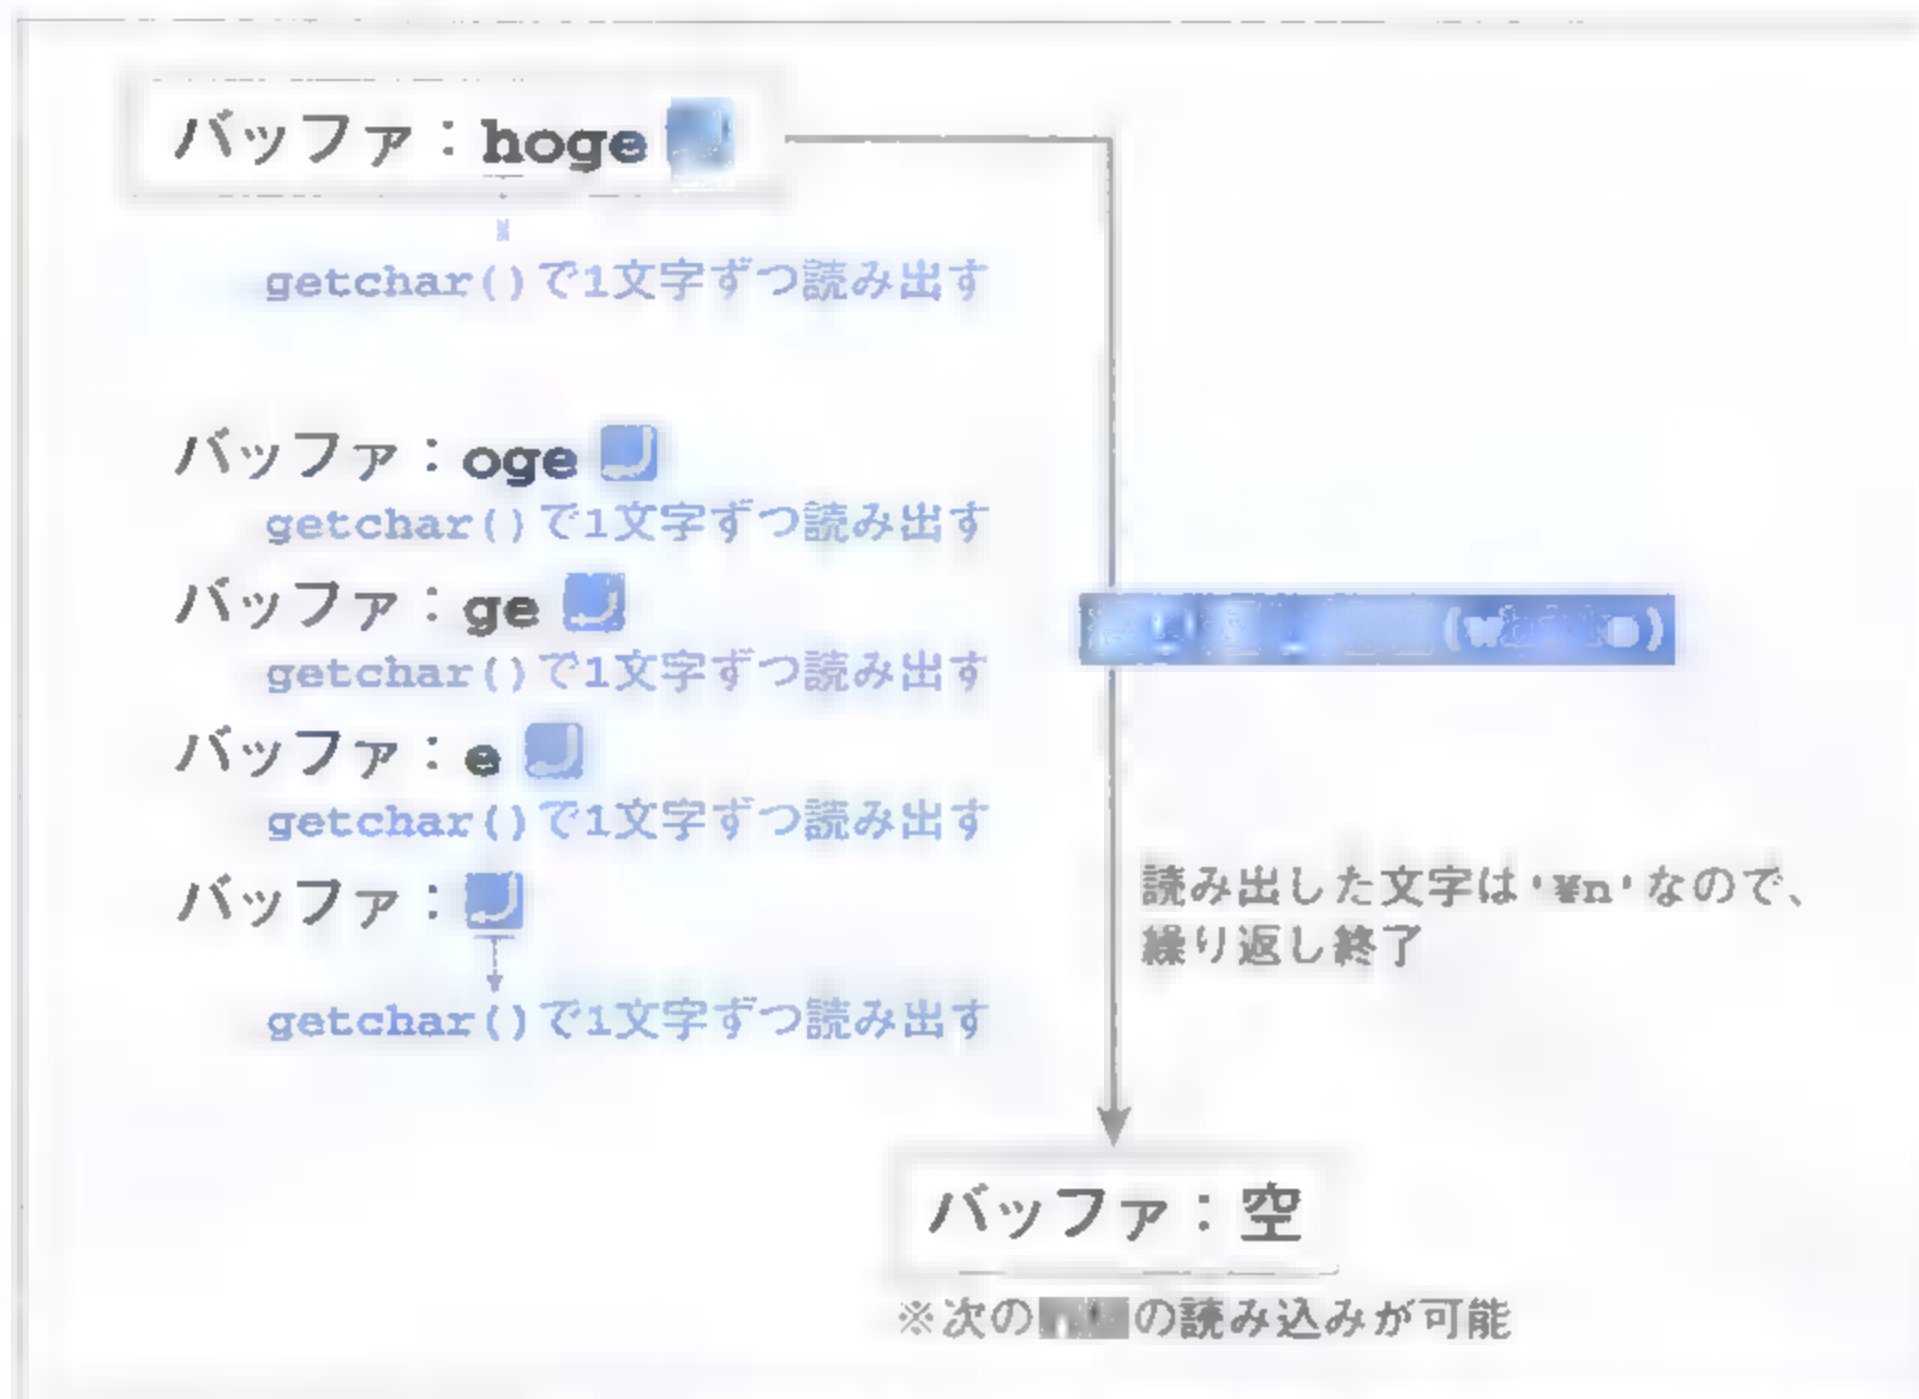 バッファ：hoge
getchar()で1文字ずつ読み出す
バッファ：oge
getchar()で1文字ずつ読み出す
バッファ：ge
getchar()で1文字ずつ読み出す
バッファ：e
getchar()で1文字ずつ読み出す
バッファ：
getchar()で1文字ずつ読み出す
読み出した文字は'¥n'なので、
繰り返し終了
バッファ：空
※次の の読み込みが可能